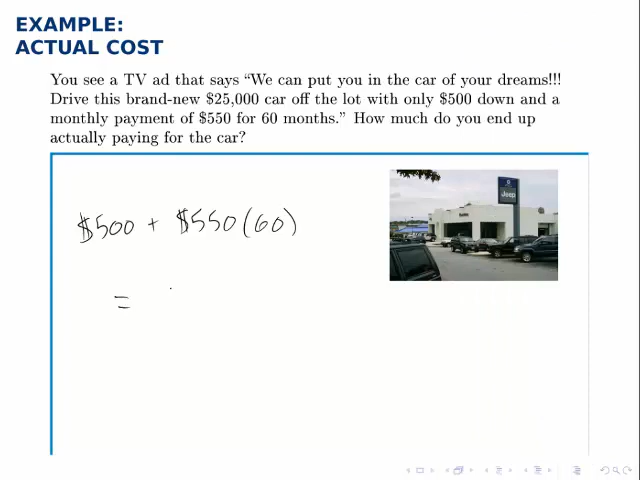 EXAMPLE:
ACTUAL COST
You see a TV ad that says “We can put you in the car of your dreams!!!
Drive this brand-new $25,000 car off the lot with only $500 down and a
monthly payment of $550 for 60 months.” How much do you end up
actually paying for the car?
Jeep
$500 + $550(60)
=